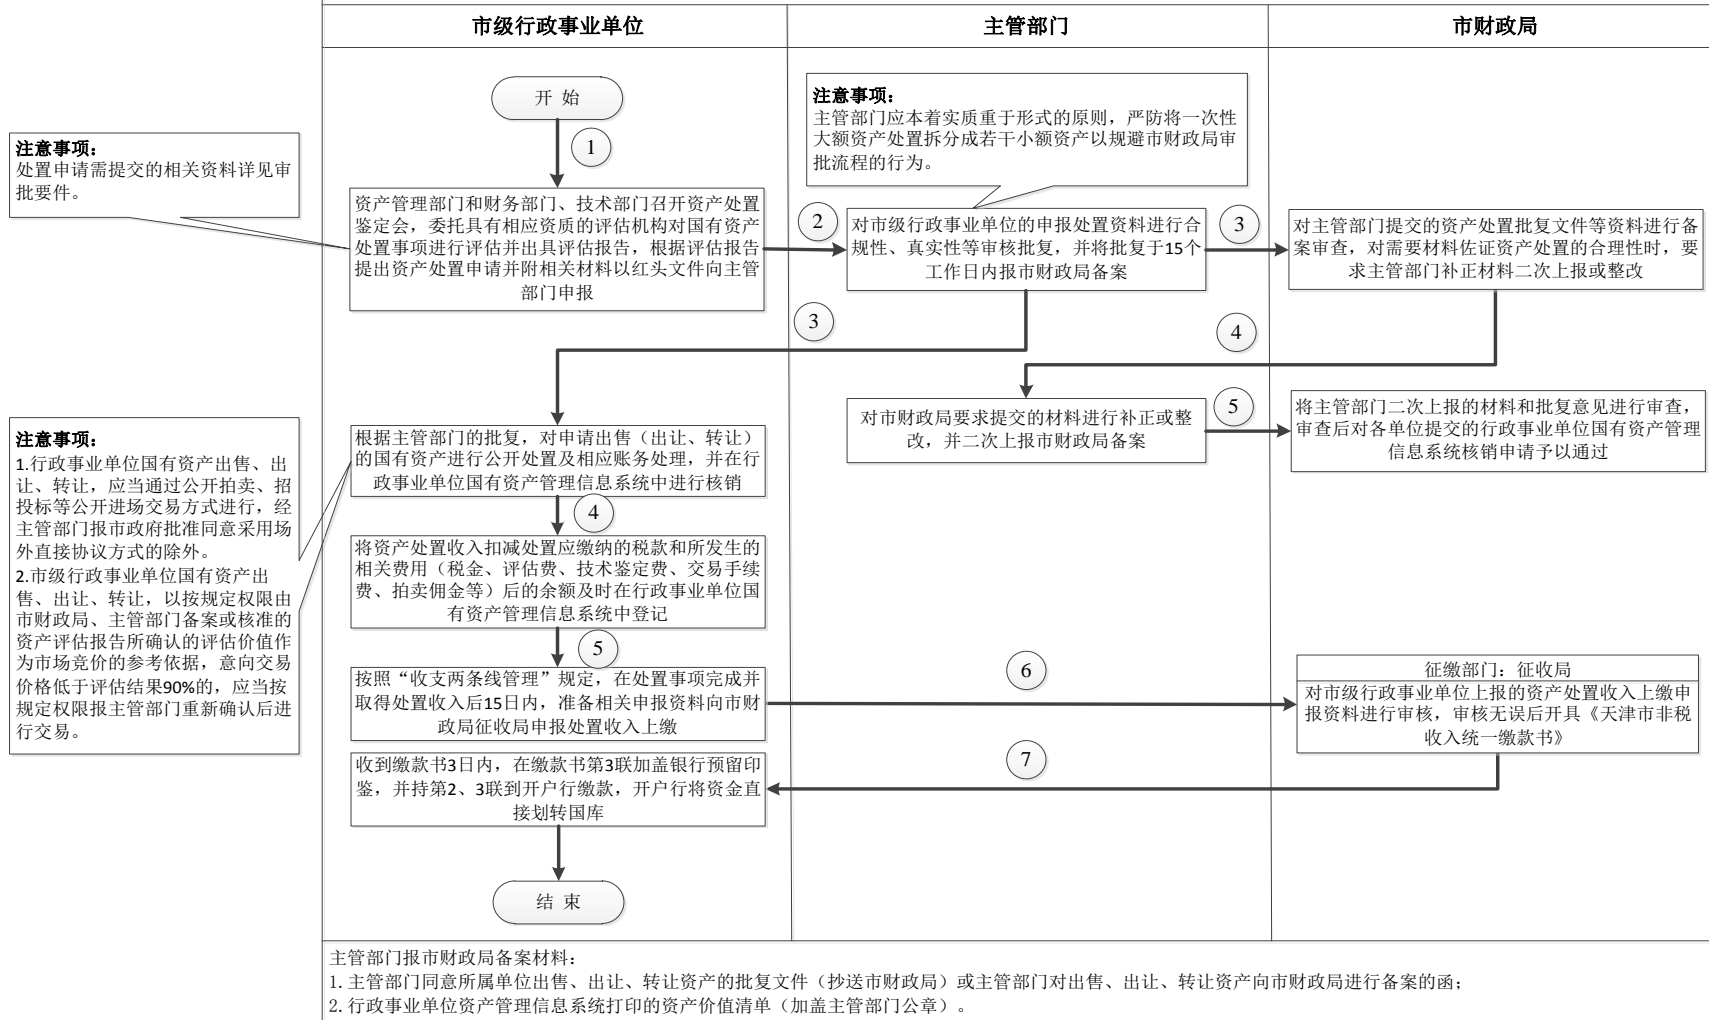 市级行政事业单位
主管部门
市财政局
开 始
1
注意事项：
处置申请需提交的相关资料详见审
批要件。
注意事项：
主管部门应本着实质重于形式的原则，严防将一次性
大额资产处置拆分成若干小额资产以规避市财政局审
批流程的行为。
资产管理部门和财务部门、技术部门召开资产处置
鉴定会，委托具有相应资质的评估机构对国有资产
处置事项进行评估并出具评估报告，根据评估报告
提出资产处置申请并附相关材料以红头文件向主管
部门申报
2
对市级行政事业单位的申报处置资料进行合
规性、真实性等审核批复，并将批复于15个
工作日内报市财政局备案
3
对主管部门提交的资产处置批复文件等资料进行备
案审查，对需要材料佐证资产处置的合理性时，要
求主管部门补正材料二次上报或整改
3
4
注意事项：
1.行政事业单位国有资产出售、出
让、转让，应当通过公开拍卖、招
投标等公开进场交易方式进行，经
主管部门报市政府批准同意采用场
外直接协议方式的除外。
2.市级行政事业单位国有资产出
售、出让、转让，以按规定权限由
市财政局、主管部门备案或核准的
资产评估报告所确认的评估价值作
为市场竞价的参考依据，意向交易
价格低于评估结果90%的，应当按
规定权限报主管部门重新确认后进
行交易。
根据主管部门的批复，对申请出售（出让、转让）
的国有资产进行公开处置及相应账务处理，并在行
政事业单位国有资产管理信息系统中进行核销
对市财政局要求提交的材料进行补正或整
改，并二次上报市财政局备案
5
将主管部门二次上报的材料和批复意见进行审查，
审查后对各单位提交的行政事业单位国有资产管理
信息系统核销申请予以通过
4
将资产处置收入扣减处置应缴纳的税款和所发生的
相关费用（税金、评估费、技术鉴定费、交易手续
费、拍卖佣金等）后的余额及时在行政事业单位国
有资产管理信息系统中登记
5
按照“收支两条线管理”规定，在处置事项完成并
取得处置收入后15日内，准备相关申报资料向市财
政局征收局申报处置收入上缴
6
征缴部门：征收局
对市级行政事业单位上报的资产处置收入上缴申
报资料进行审核，审核无误后开具《天津市非税
收入统一缴款书》
7
收到缴款书3日内，在缴款书第3联加盖银行预留印
鉴，并持第2、3联到开户行缴款，开户行将资金直
接划转国库
结 束
主管部门报市财政局备案材料：
1. 主管部门同意所属单位出售、出让、转让资产的批复文件（抄送市财政局）或主管部门对出售、出让、转让资产向市财政局进行备案的函；
2. 行政事业单位资产管理信息系统打印的资产价值清单（加盖主管部门公章）。